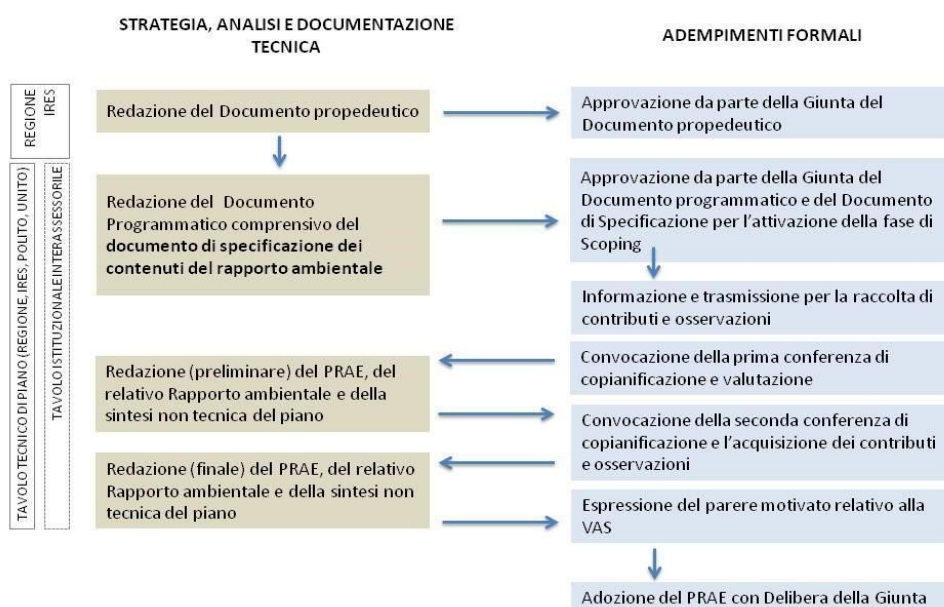 STRATEGIA, ANALISI E DOCUMENTAZIONE
TECNICA
ADEMPIMENTI FORMALI
REGIONE
IRES
Redazione del Documento propedeutico
Approvazione da parte della Giunta del
Documento propedeutico
TAVOLO TECNICO DI PIANO (REGIONE, IRES, POLITO, UNITO)
TAVOLO ISTITUZIONALE INTERASSESSORILE
Redazione del Documento
Programmatico comprensivo del
documento di specificazione dei
contenuti del rapporto ambientale
Approvazione da parte della Giunta del
Documento programmatico e del Documento
di Specificazione per l'attivazione della fase di
Scoping
Informazione e trasmissione per la raccolta di
contributi e osservazioni
Convocazione della prima conferenza di
copianificazione e valutazione
Redazione (preliminare) del PRAE, del
relativo Rapporto ambientale e della
sintesi non tecnica del piano
Convocazione della seconda conferenza di
copianificazione e l'acquisizione dei contributi
e osservazioni
Redazione (finale) del PRAE, del relativo
Rapporto ambientale e della sintesi non
tecnica del piano
Espressione del parere motivato relativo alla
VAS
Adozione del PRAE con Delibera della Giunta